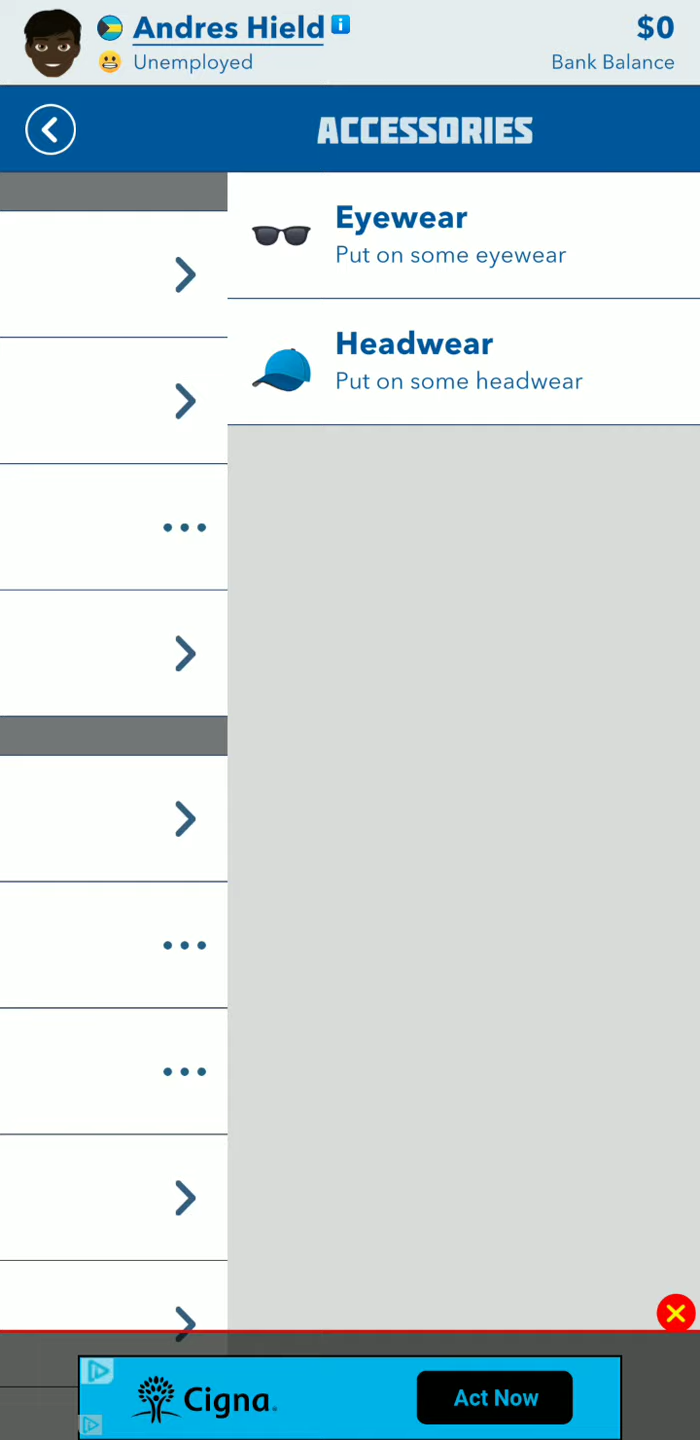 Andres Hield
$0
Unemployed
Bank Balance
ACCESSORIES
Eyewear
Put on some eyewear
Headwear
Put on some headwear
Cigna.
Act Now